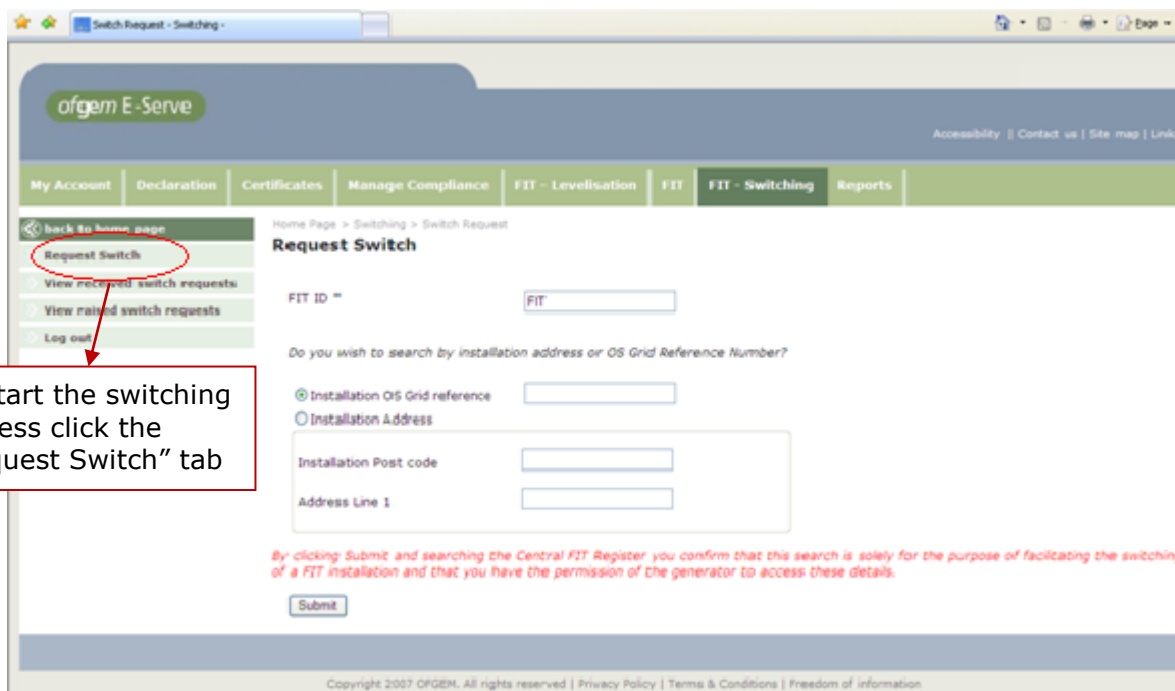 Switch Request - Switching -
Page
ofgem E-Serve
Accessibility || Contact us | Site map | Link
My Account Declaration Certificates Manage Compliance FIT - Levelisation FIT FIT - Switching Reports
back to home page
Request Switch
View received switch requests
View raised switch requests
Log out
Home Page > Switching > Switch Request
Request Switch
FIT ID *
FIT
Do you wish to search by installation address or OS Grid Reference Number?
Installation OS Grid reference
Installation Address
Installation Post code
Address Line 1
tart the switching
ess click the
quest Switch” tab
By clicking Submit and searching the Central FIT Register you confirm that this search is solely for the purpose of facilitating the switching
of a FIT installation and that you have the permission of the generator to access these details.
Submit
Copyright 2007 OFGEM. All rights reserved | Privacy Policy | Terms & Conditions | Freedom of information